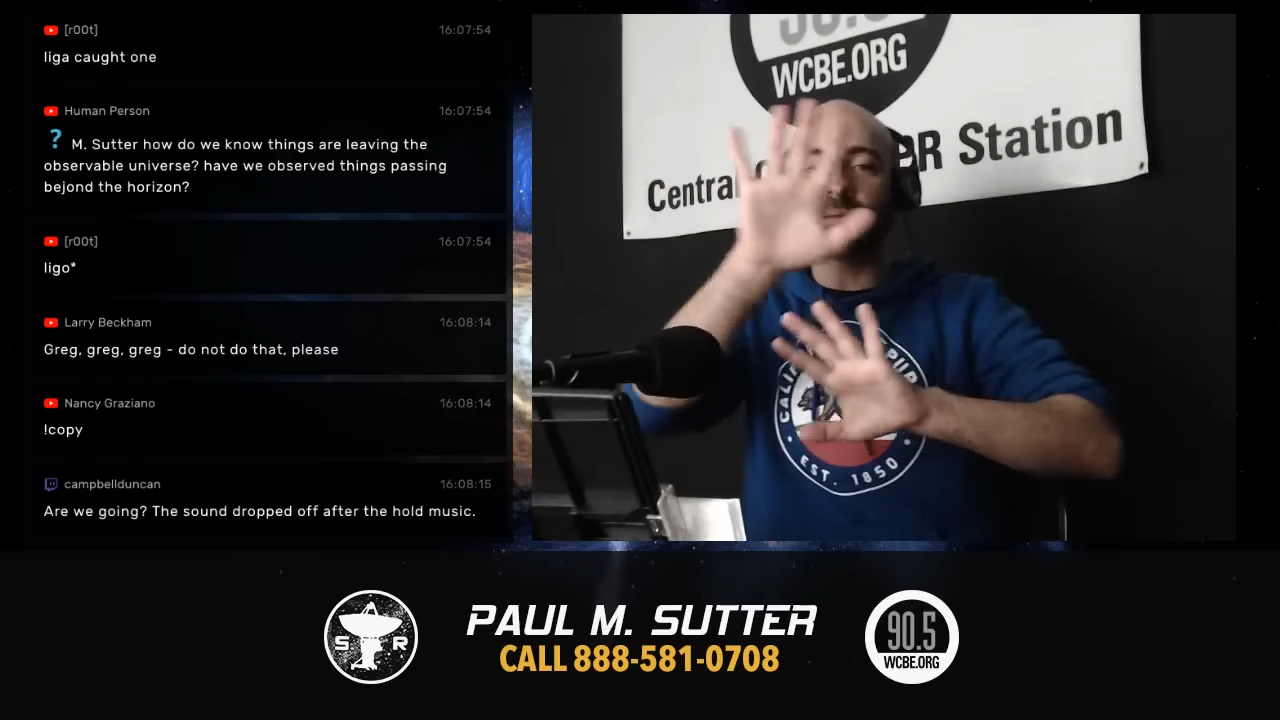 [r00t] 16:07:54
liga caught one
Human Person 16:07:54
? M. Sutter how do we know things are leaving the
observable universe? have we observed things passing
bejond the horizon?
[r00t] 16:07:54
ligo*
Larry Beckham 16:08:14
Greg, greg, greg - do not do that, please
Nancy Graziano 16:08:14
!copy
campbellduncan 16:08:15
Are we going? The sound dropped off after the hold music.
WCBE.ORG
Station
EST. 1850
S R
PAUL M. SUTTER
CALL 888-581-0708
90.5
WCBE.ORG